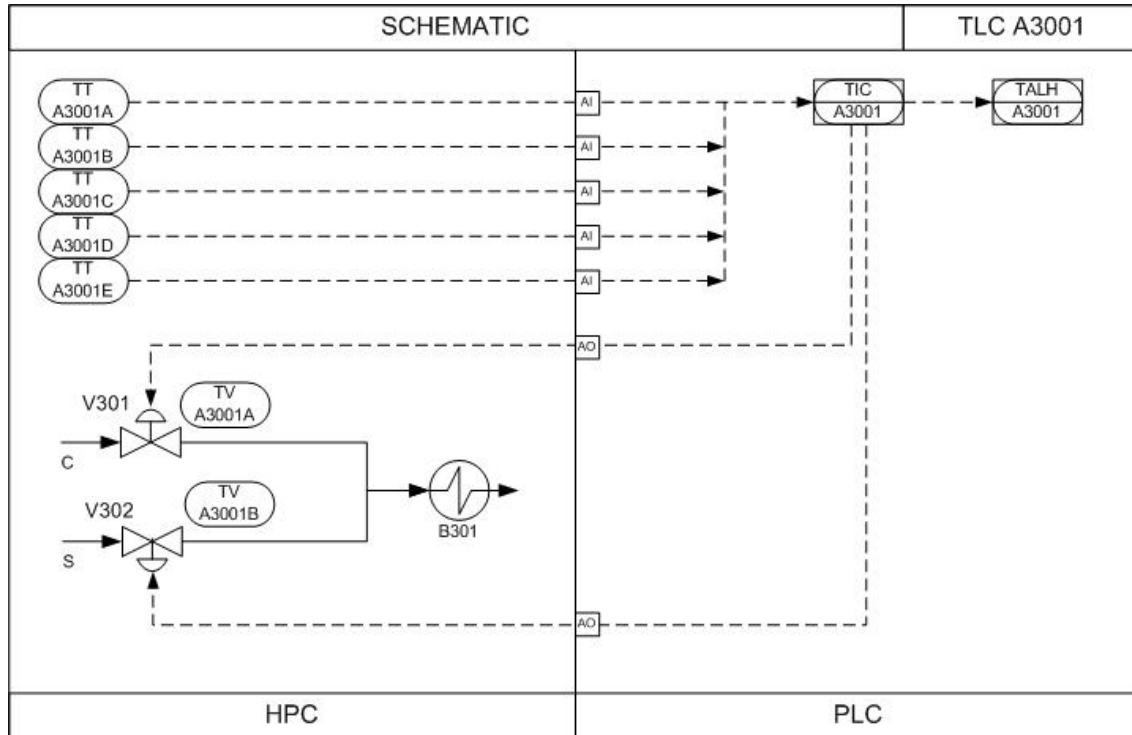 SCHEMATIC
TLC A3001
TT
A3001A
AI
TIC
A3001
TALH
A3001
TT
A3001B
AI
TT
A3001C
AI
TT
A3001D
AI
TT
A3001E
AI
AO
V301
TV
A3001A
C
V302
TV
A3001B
B301
S
AO
HPC
PLC